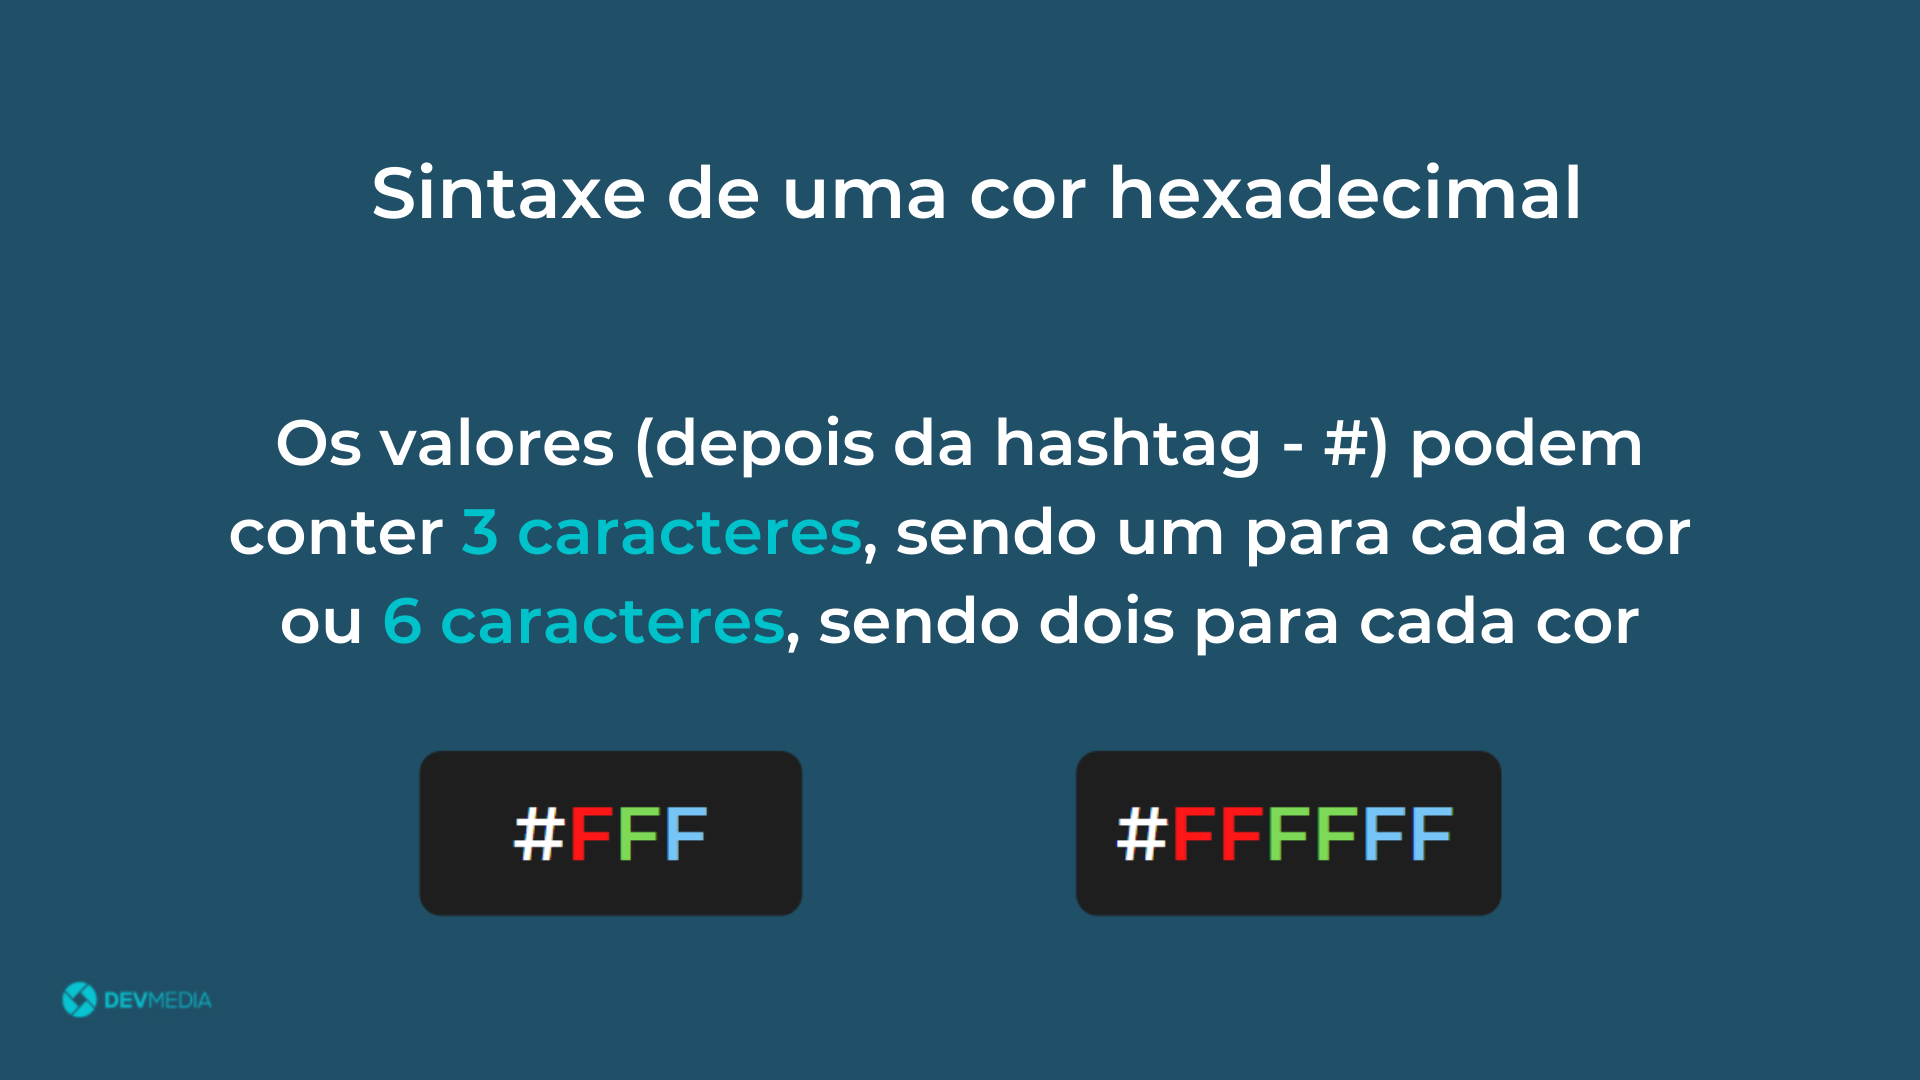 Sintaxe de uma cor hexadecimal
Os valores (depois da hashtag - #) podem
conter 3 caracteres, sendo um para cada cor
ou 6 caracteres, sendo dois para cada cor
#FFF
#FFFFFF
DEVMEDIA